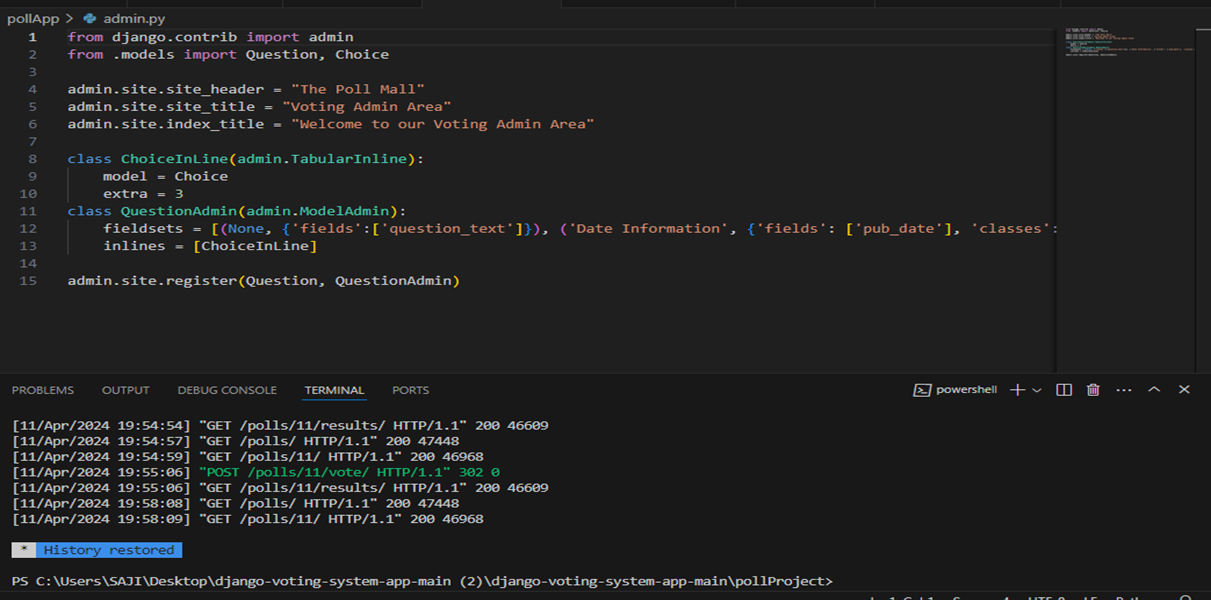 pollApp > admin.py
1 from django.contrib import admin
2 from .models import Question, Choice
3
4 admin.site.site_header = "The Poll Mall"
5 admin.site.site_title = "Voting Admin Area"
6 admin.site.index_title = "Welcome to our Voting Admin Area"
7
8 class ChoiceInLine(admin.TabularInline):
9 model = Choice
10 extra = 3
11 class QuestionAdmin(admin.ModelAdmin):
12 fieldsets = [(None, {'fields':['question_text']}), ('Date Information', {'fields': ['pub_date'], 'classes':
13 inlines = [ChoiceInLine]
14
15 admin.site.register(Question, QuestionAdmin)
PROBLEMS OUTPUT DEBUG CONSOLE TERMINAL PORTS powershell
[11/Apr/2024 19:54:54] "GET /polls/11/results/ HTTP/1.1" 200 46609
[11/Apr/2024 19:54:57] "GET /polls/ HTTP/1.1" 200 47448
[11/Apr/2024 19:54:59] "GET /polls/11/ HTTP/1.1" 200 46968
[11/Apr/2024 19:55:06] "POST /polls/11/vote/ HTTP/1.1" 302 0
[11/Apr/2024 19:55:06] "GET /polls/11/results/ HTTP/1.1" 200 46609
[11/Apr/2024 19:58:08] "GET /polls/ HTTP/1.1" 200 47448
[11/Apr/2024 19:58:09] "GET /polls/11/ HTTP/1.1" 200 46968
* History restored
PS C:\Users\SAJI\Desktop\django-voting-system-app-main (2)\django-voting-system-app-main\pollProject>